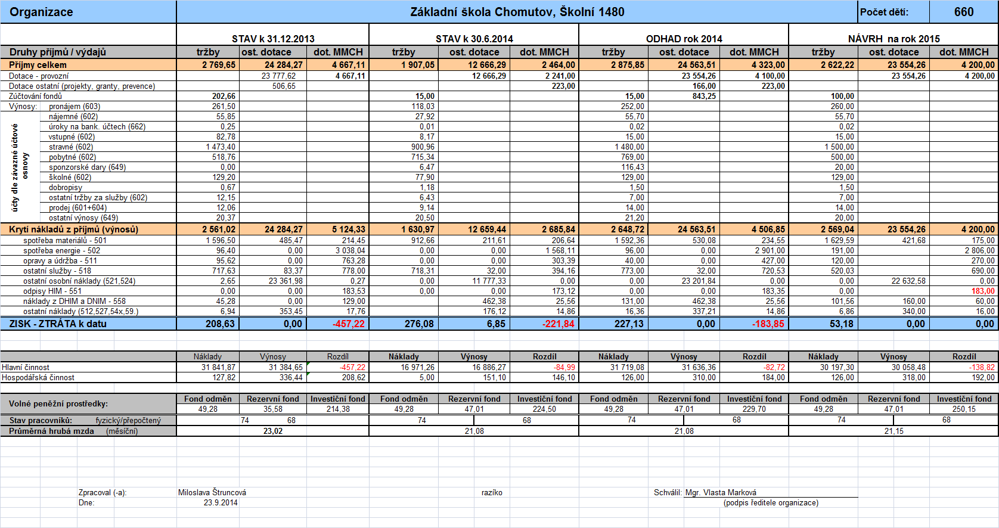 Organizace Základní škola Chomutov, Školní 1480 Počet dětí: 660
STAV k 31.12.2013 STAV k 30.6.2014 ODHAD rok 2014 NÁVRH na rok 2015
Druhy příjmů / výdajů tržby ost. dotace dot. MMCH tržby ost. dotace dot. MMCH tržby ost. dotace dot. MMCH tržby ost. dotace dot. MMCH
Příjmy celkem 2 769,65 24 284,27 4 667,11 1 907,05 12 666,29 2 464,00 2 875,85 24 563,51 4 323,00 2 622,22 23 554,26 4 200,00
Dotace - provozní 23 777,62 4 667,11 12 666,29 2 241,00 23 554,26 4 100,00 23 554,26 4 200,00
Dotace ostatní (projekty, granty, prevence) 506,65 223,00 166,00 223,00
Zúčtování fondů 202,66 15,00 15,00 843,25 100,00
Výnosy: pronájem (603) 261,50 118,03 252,00 260,00
účty dle závazné účtové osnovy
nájemné (602) 55,85 27,92 55,70 55,70
úroky na bank. účtech (662) 0,25 0,01 0,02 0,02
vstupné (602) 82,78 8,17 15,00 15,00
stravné (602) 1 473,40 900,96 1 480,00 1 500,00
pobytné (602) 518,76 715,34 769,00 500,00
sponzorské dary (649) 0,00 6,47 116,43 20,00
školné (602) 129,20 77,90 129,00 129,00
dobropisy 0,67 1,18 1,50 1,50
ostatní tržby za služby (602) 12,15 6,43 7,00 7,00
prodej (601+604) 12,06 9,14 14,00 14,00
ostatní výnosy (649) 20,37 20,50 21,20 20,00
Krytí nákladů z příjmů (výnosů) 2 561,02 24 284,27 5 124,33 1 630,97 12 659,44 2 685,84 2 648,72 24 563,51 4 506,85 2 569,04 23 554,26 4 200,00
spotřeba materiálů - 501 1 596,50 485,47 214,45 912,66 211,61 206,64 1 592,36 530,08 234,55 1 629,59 421,68 175,00
spotřeba energie - 502 96,40 0,00 3 038,04 0,00 0,00 1 568,11 96,00 0,00 2 901,00 191,00 2 806,00
opravy a údržba - 511 95,62 0,00 763,28 0,00 0,00 303,39 40,00 0,00 427,00 120,00 270,00
ostatní služby - 518 717,63 83,37 778,00 718,31 32,00 394,16 773,00 32,00 720,53 520,03 690,00
ostatní osobní náklady (521,524) 2,65 23 361,98 0,27 0,00 11 777,33 0,00 0,00 23 201,84 0,00 0,00 22 632,58 0,00
odpisy HIM - 551 0,00 0,00 183,53 0,00 0,00 173,12 0,00 0,00 183,35 0,00 183,00
náklady z DHIM a DNIM - 558 45,28 0,00 129,00 462,38 25,56 131,00 462,38 25,56 101,56 160,00 60,00
ostatní náklady (512,527,54x,59.) 6,94 353,45 17,76 176,12 14,86 16,36 337,21 14,86 6,86 340,00 16,00
ZISK - ZTRÁTA k datu 208,63 0,00 -457,22 276,08 6,85 -221,84 227,13 0,00 -183,85 53,18 0,00 0,00
Náklady Výnosy Rozdíl Náklady Výnosy Rozdíl Náklady Výnosy Rozdíl Náklady Výnosy Rozdíl
Hlavní činnost 31 841,87 31 384,65 -457,22 16 971,26 16 886,27 -84,99 31 719,08 31 636,36 -82,72 30 197,30 30 058,48 -138,82
Hospodářská činnost 127,82 336,44 208,62 5,00 151,10 146,10 126,00 310,00 184,00 126,00 318,00 192,00
Volné peněžní prostředky: Fond odměn Rezervní fond Investiční fond Fond odměn Rezervní fond Investiční fond Fond odměn Rezervní fond Investiční fond Fond odměn Rezervní fond Investiční fond
49,28 35,58 214,38 49,28 47,01 224,50 49,28 47,01 229,70 49,28 47,01 250,15
Stav pracovníků: fyzický/přepočtený 74 68 74 68 74 68 74 68
Průměrná hrubá mzda (měsíční) 23,02 21,08 21,08 21,15
Zpracoval (-a): Miloslava Štruncová razíko Schválil: Mgr. Vlasta Marková
Dne: 23.9.2014 (podpis ředitele organizace)